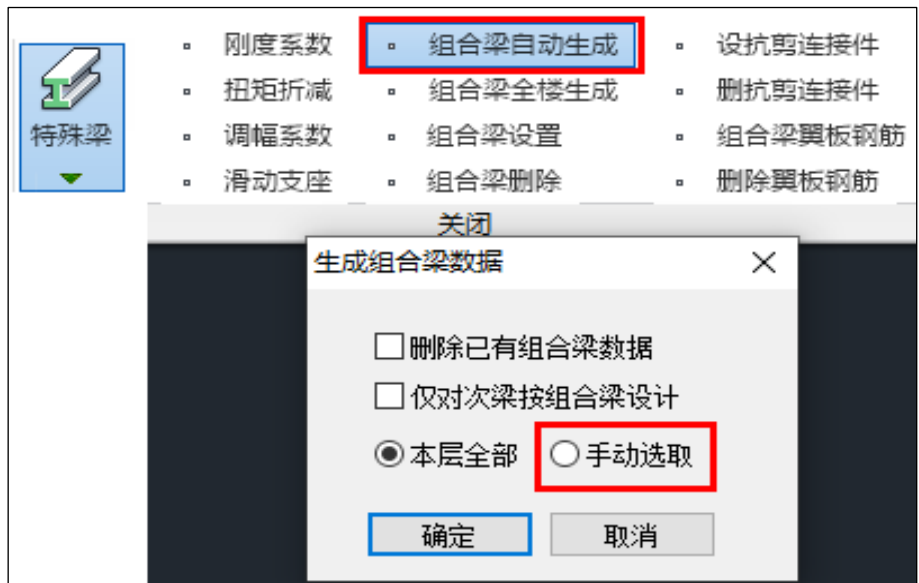 特殊梁
刚度系数
扭矩折减
调幅系数
滑动支座
组合梁自动生成
组合梁全楼生成
组合梁设置
组合梁删除
设抗剪连接件
删抗剪连接件
组合梁翼板钢筋
删除翼板钢筋
关闭
生成组合梁数据
删除已有组合梁数据
仅对次梁按组合梁设计
本层全部 手动选取
确定 取消